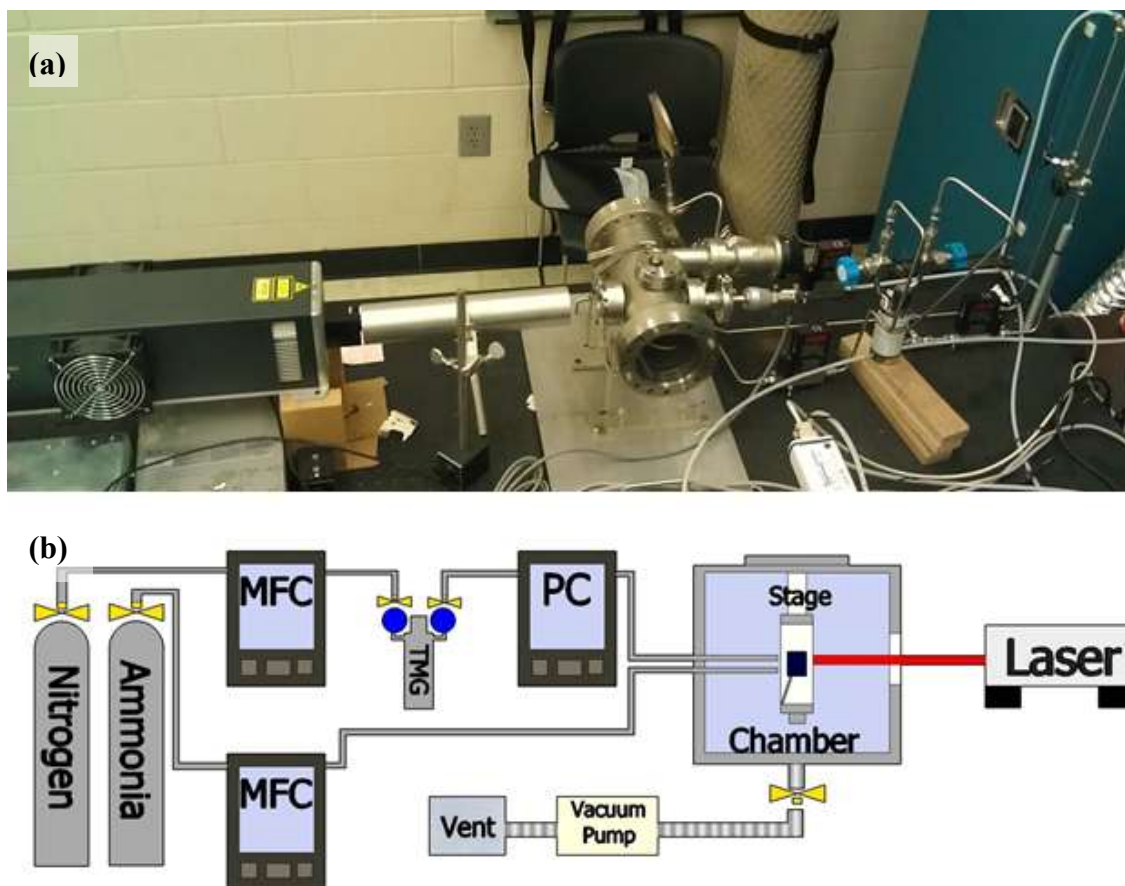 (a)
(b)
MFC
PC
Stage
Laser
TMG
Nitrogen
Ammonia
Chamber
MFC
Vent
Vacuum
Pump